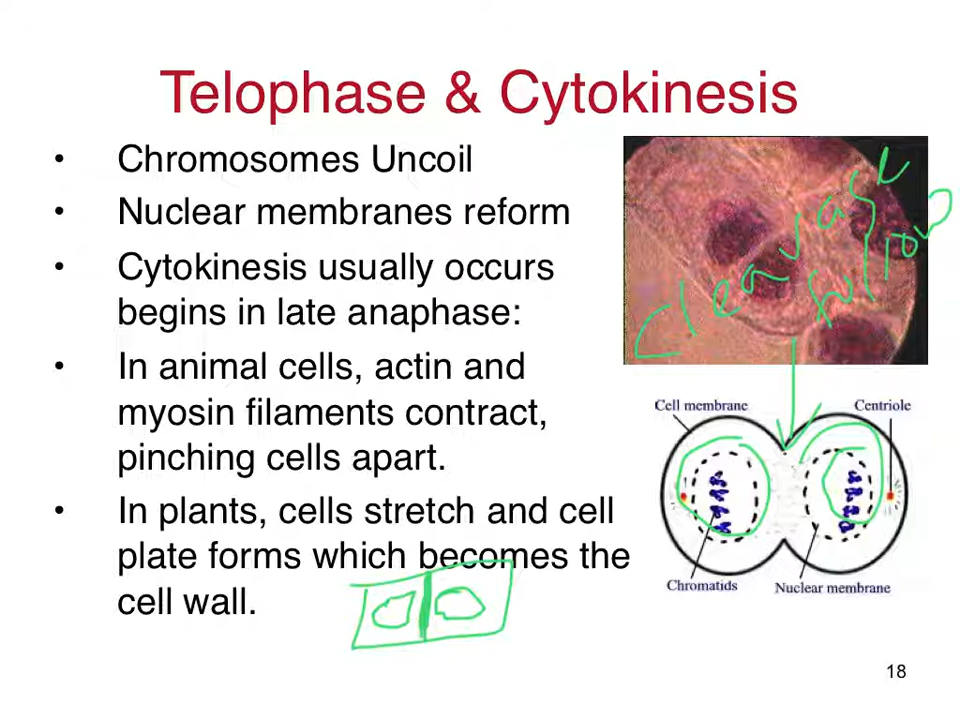 Telophase & Cytokinesis
• Chromosomes Uncoil
• Nuclear membranes reform
• Cytokinesis usually occurs
begins in late anaphase:
• In animal cells, actin and
myosin filaments contract,
pinching cells apart.
• In plants, cells stretch and cell
plate forms which becomes the
cell wall.
cleavage
Cell membrane
Centriole
Chromatids
Nuclear membrane
18